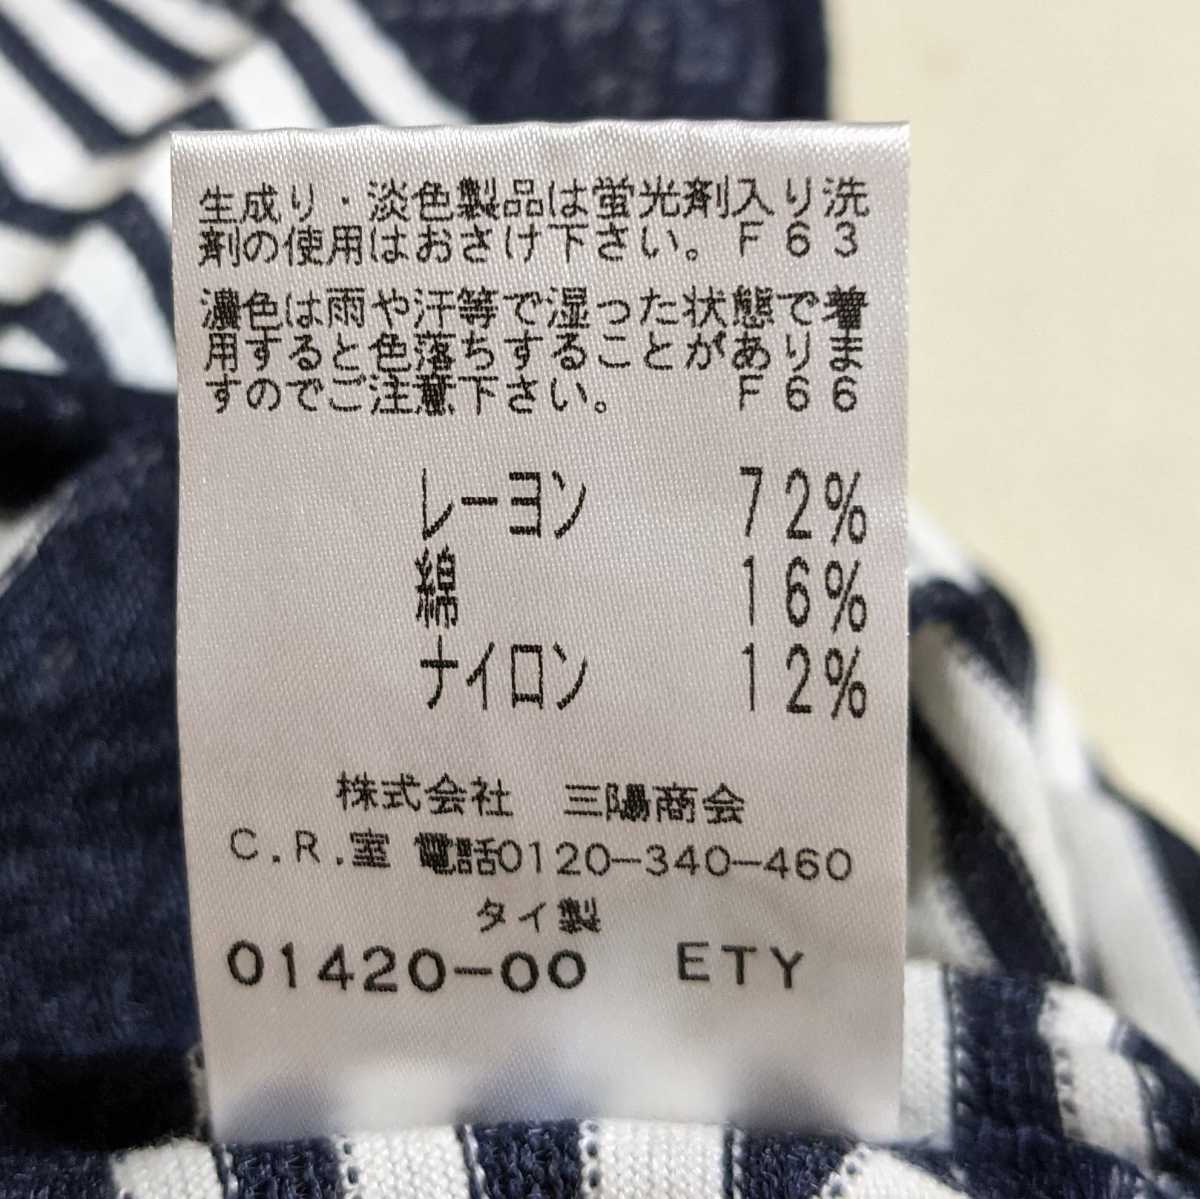 生成り・淡色製品は蛍光剤入り洗
剤の使用はおさけ下さい。F63
濃色は雨や汗等で湿った状態で着
用すると色落ちすることがありま
すのでご注意下さい。 F66
レーヨン 72%
綿 16%
ナイロン 12%
株式会社 三陽商会
C.R.室 電話0120-340-460
タイ製
01420-00 ETY